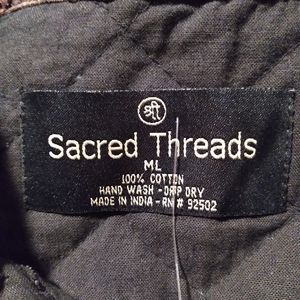 श्री
Sacred Threads
ML
100% COTTON
HAND WASH - DRIP DRY
MADE IN INDIA - RN# 92502